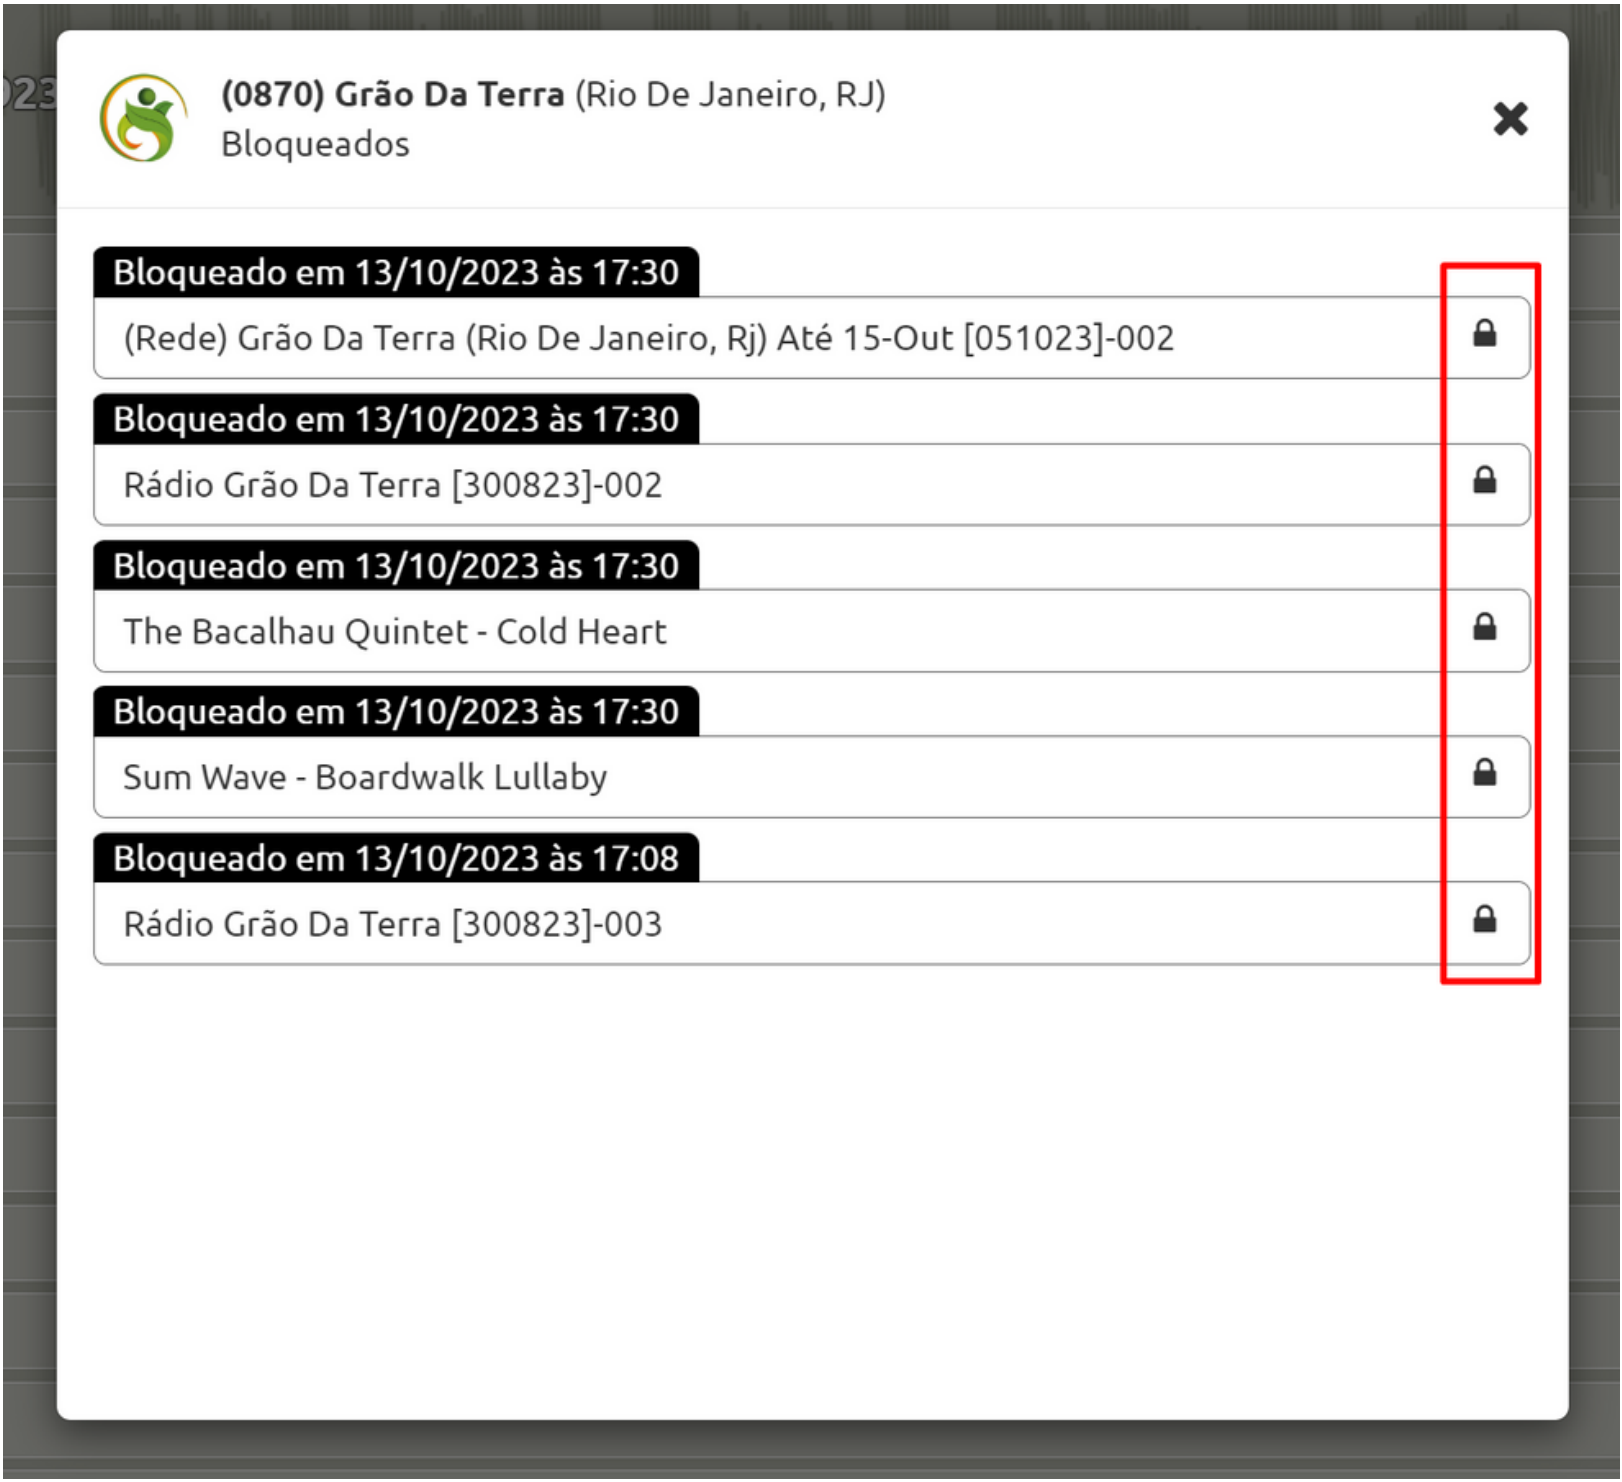 023
(0870) Grão Da Terra (Rio De Janeiro, RJ)
Bloqueados
Bloqueado em 13/10/2023 às 17:30
(Rede) Grão Da Terra (Rio De Janeiro, Rj) Até 15-Out [051023]-002
Bloqueado em 13/10/2023 às 17:30
Rádio Grão Da Terra [300823]-002
Bloqueado em 13/10/2023 às 17:30
The Bacalhau Quintet - Cold Heart
Bloqueado em 13/10/2023 às 17:30
Sum Wave - Boardwalk Lullaby
Bloqueado em 13/10/2023 às 17:08
Rádio Grão Da Terra [300823]-003